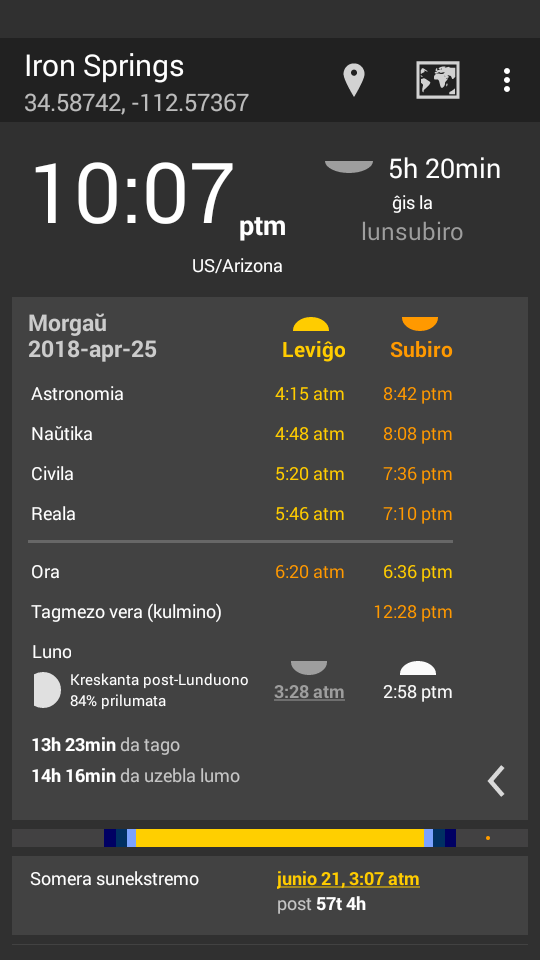 Iron Springs
34.58742, -112.57367
10:07 ptm
US/Arizona
5h 20min
ĝis la
lunsubiro
Morgaŭ
2018-apr-25
Leviĝo Subiro
Astronomia 4:15 atm 8:42 ptm
Naŭtika 4:48 atm 8:08 ptm
Civila 5:20 atm 7:36 ptm
Reala 5:46 atm 7:10 ptm
Ora 6:20 atm 6:36 ptm
Tagmezo vera (kulmino) 12:28 ptm
Luno
Kreskanta post-Lunduono
84% prilumata
3:28 atm 2:58 ptm
13h 23min da tago
14h 16min da uzebla lumo
Somera sunekstremo junio 21, 3:07 atm
post 57t 4h